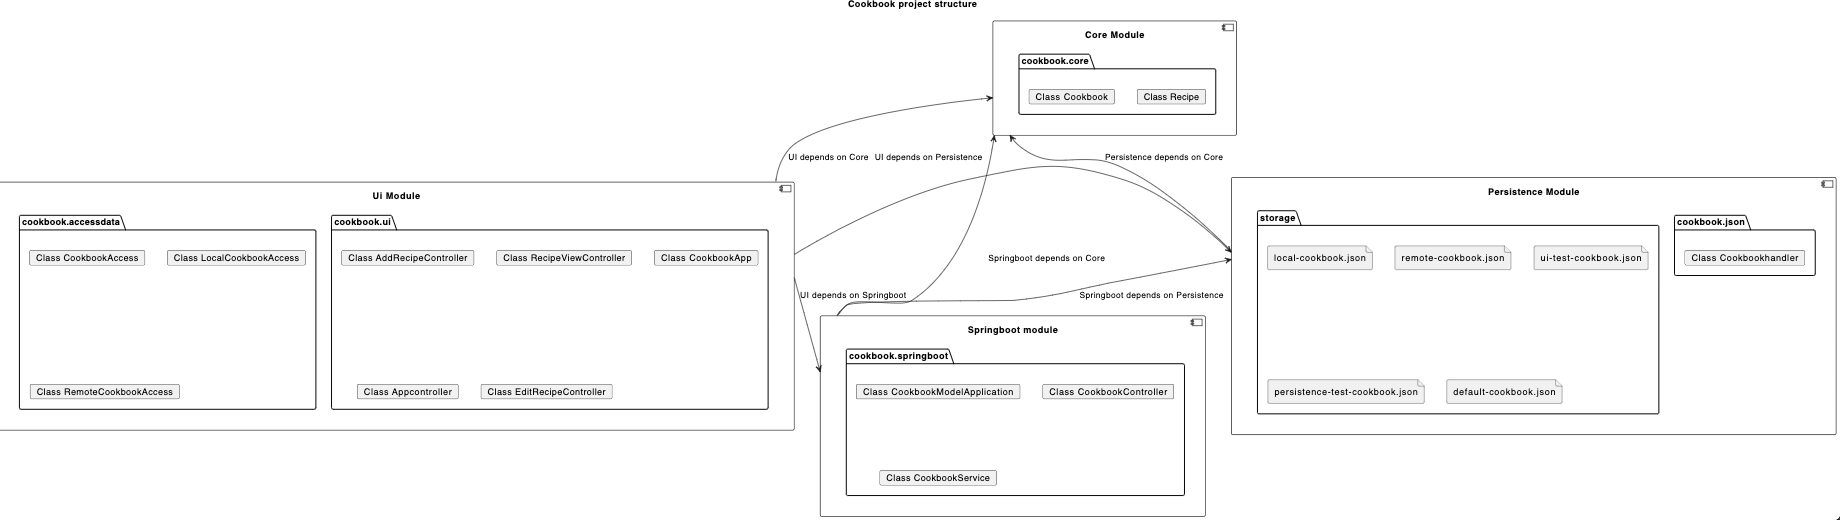 Cookbook project structure
Core Module
cookbook.core
Class Cookbook
Class Recipe
UI depends on Core
UI depends on Persistence
Persistence depends on Core
Ui Module
cookbook.accessdata
Class CookbookAccess
Class LocalCookbookAccess
Class RemoteCookbookAccess
cookbook.ui
Class AddRecipeController
Class RecipeViewController
Class CookbookApp
Class Appcontroller
Class EditRecipeController
Persistence Module
storage
local-cookbook.json
remote-cookbook.json
ui-test-cookbook.json
persistence-test-cookbook.json
default-cookbook.json
cookbook.json
Class Cookbookhandler
Springboot depends on Core
UI depends on Springboot
Springboot depends on Persistence
Springboot module
cookbook.springboot
Class CookbookModelApplication
Class CookbookController
Class CookbookService